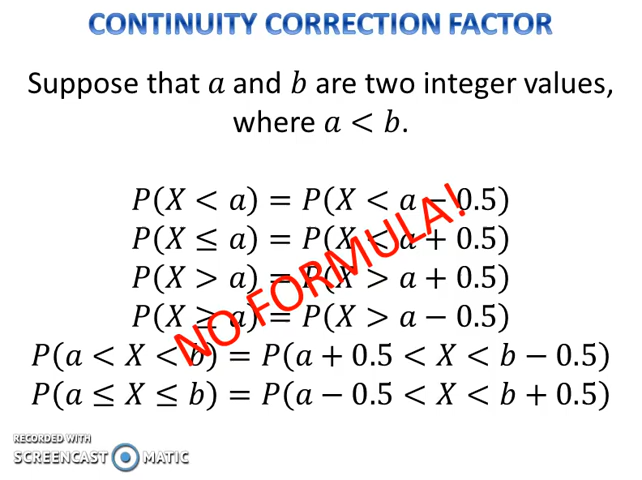 CONTINUITY CORRECTION FACTOR
Suppose that a and b are two integer values,
where a < b.
P(X < a) = P(X < a − 0.5)
P(X ≤ a) = P(X < a + 0.5)
P(X > a) = P(X > a + 0.5)
P(X ≥ a) = P(X > a − 0.5)
P(a < X < b) = P(a + 0.5 < X < b − 0.5)
P(a ≤ X ≤ b) = P(a − 0.5 < X < b + 0.5)
NO FORMULA!
RECORDED WITH
SCREENCAST MATIC